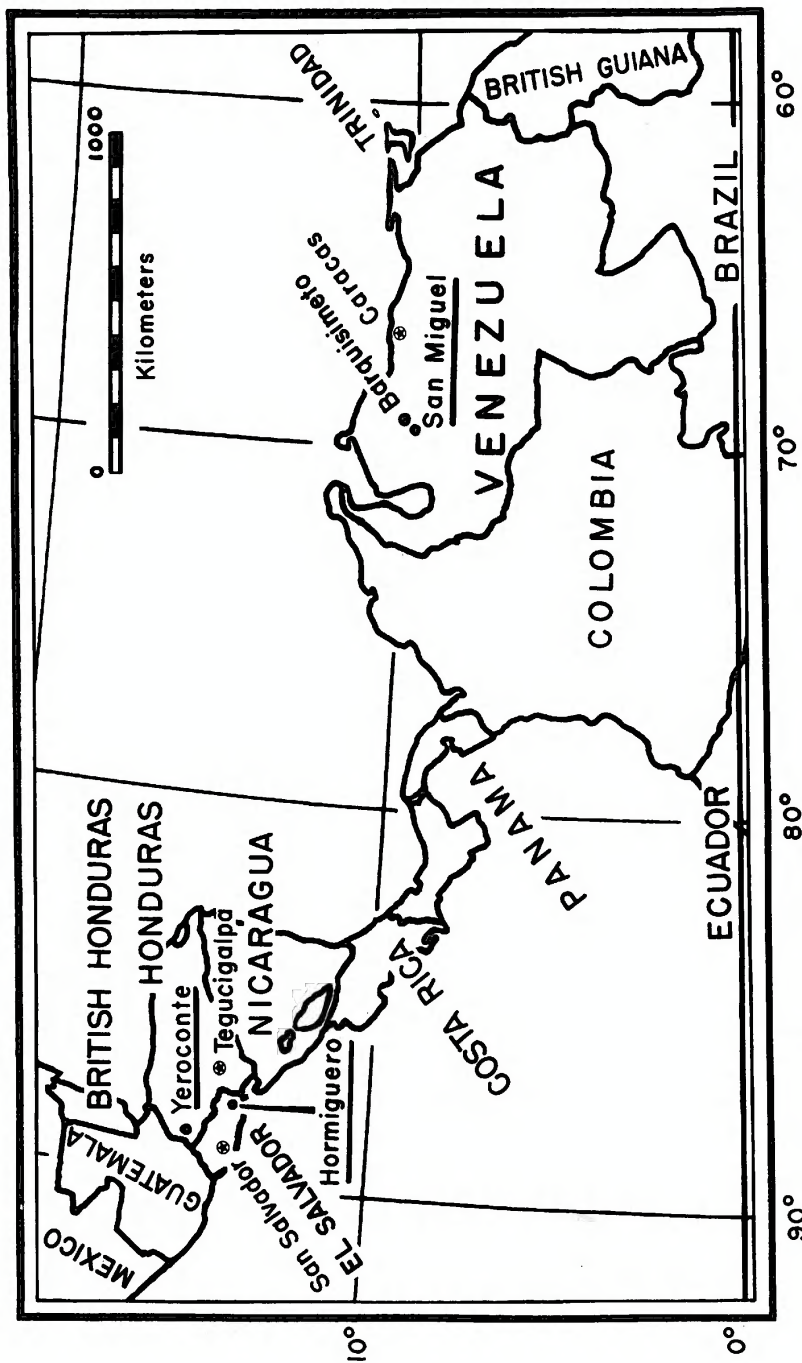 MEXICO
GUATEMALA
BRITISH HONDURAS
HONDURAS
Yeroconte
Tegucigalpa
NICARAGUA
San Salvador
EL SALVADOR
Hormiguero
COSTA RICA
PANAMA
0
1000
Kilometers
TRINIDAD
Caracas
Barquisimeto
San Miguel
VENEZUELA
BRITISH GUIANA
COLOMBIA
ECUADOR
BRAZIL
10°
0°
90°
80°
70°
60°